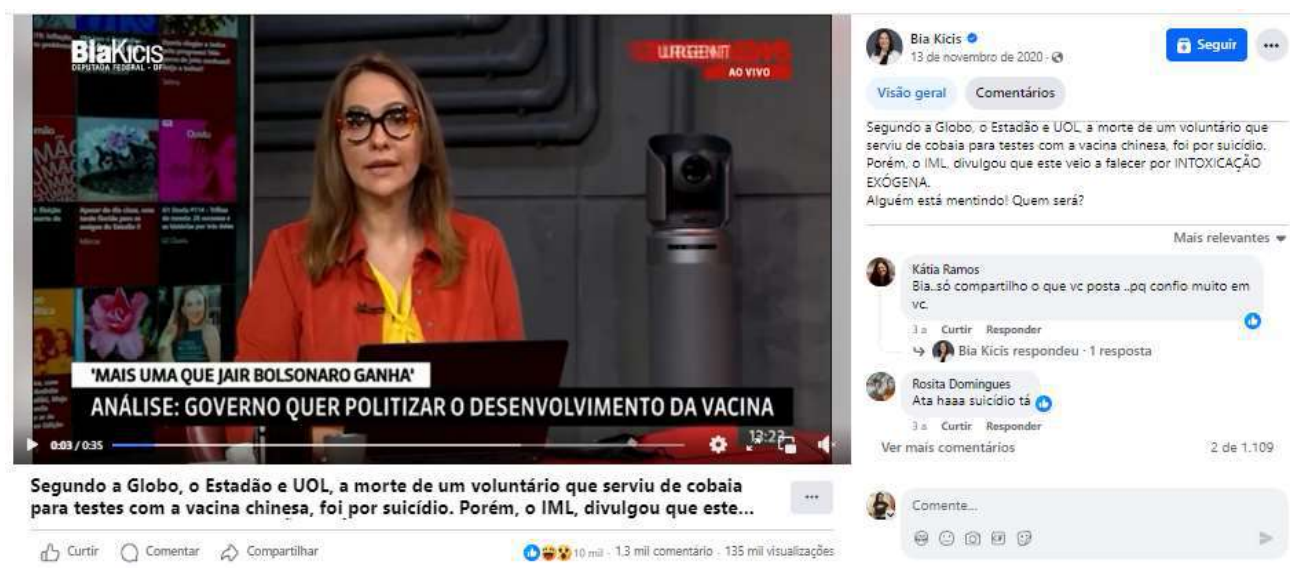 BIAKICIS
DEPUTADA FEDERAL - DF
AO VIVO
'MAIS UMA QUE JAIR BOLSONARO GANHA'
ANÁLISE: GOVERNO QUER POLITIZAR O DESENVOLVIMENTO DA VACINA
0:03 / 0:35
13:22
Segundo a Globo, o Estadão e UOL, a morte de um voluntário que serviu de cobaia
para testes com a vacina chinesa, foi por suicídio. Porém, o IML, divulgou que este...
Curtir
Comentar
Compartilhar
10 mil · 1,3 mil comentário · 135 mil visualizações
Bia Kicis
13 de novembro de 2020 ·
Seguir
Visão geral
Comentários
Segundo a Globo, o Estadão e UOL, a morte de um voluntário que
serviu de cobaia para testes com a vacina chinesa, foi por suicídio.
Porém, o IML, divulgou que este veio a falecer por INTOXICAÇÃO
EXÓGENA.
Alguém está mentindo! Quem será?
Mais relevantes
Kátia Ramos
Bia..só compartilho o que vc posta ..pq confio muito em
vc.
3 a Curtir Responder
Bia Kicis respondeu · 1 resposta
Rosita Domingues
Ata haaa suicídio tá
3 a Curtir Responder
Ver mais comentários
2 de 1.109
Comente...